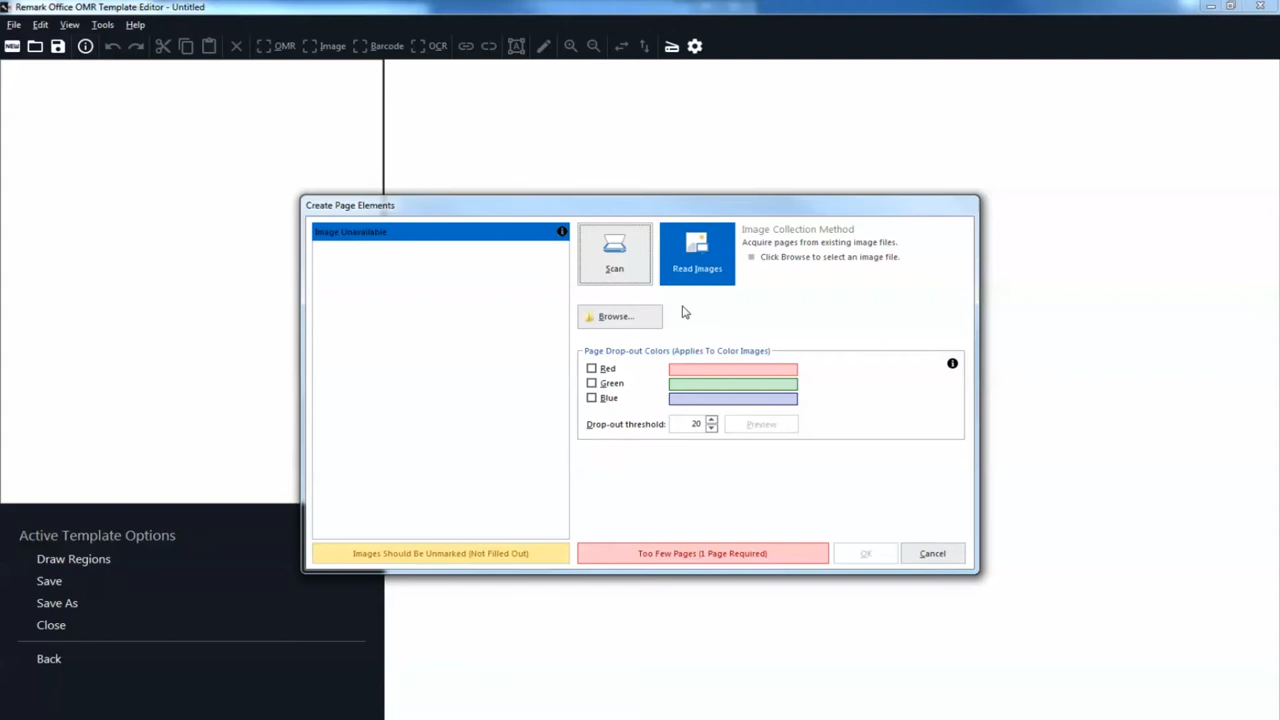 Remark Office OMR Template Editor - Untitled
File Edit View Tools Help
NEW OMR Image Barcode OCR
Create Page Elements
Image Unavailable
Scan
Read Images
Image Collection Method
Acquire pages from existing image files.
Click Browse to select an image file.
Browse...
Page Drop-out Colors (Applies To Color Images)
Red
Green
Blue
Drop-out threshold: 20 Preview
Images Should Be Unmarked (Not Filled Out)
Too Few Pages (1 Page Required)
OK
Cancel
Active Template Options
Draw Regions
Save
Save As
Close
Back